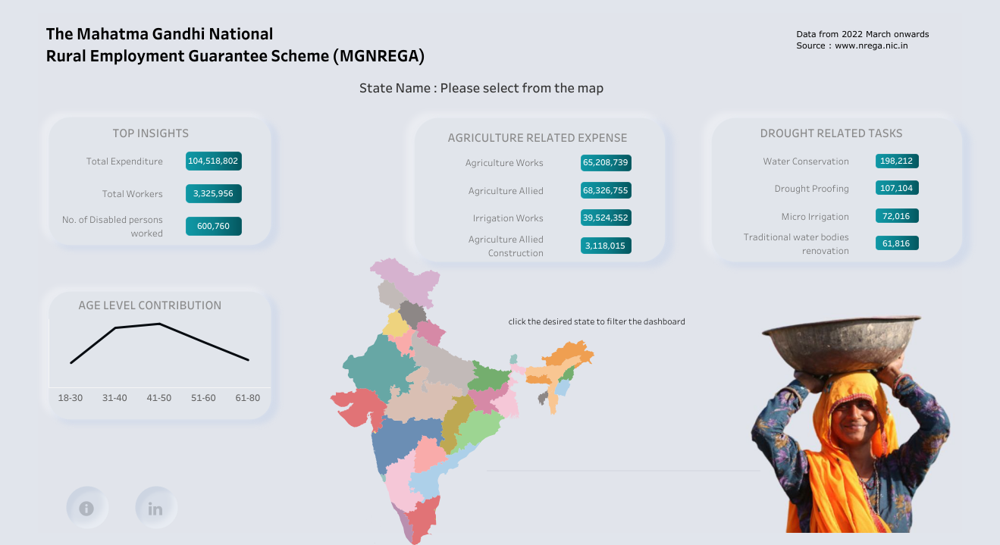 The Mahatma Gandhi National
Rural Employment Guarantee Scheme (MGNREGA)
Data from 2022 March onwards
Source : www.nrega.nic.in
State Name : Please select from the map
TOP INSIGHTS
Total Expenditure 104,518,802
Total Workers 3,325,956
No. of Disabled persons
worked 600,760
AGRICULTURE RELATED EXPENSE
Agriculture Works 65,208,739
Agriculture Allied 68,326,755
Irrigation Works 39,524,352
Agriculture Allied
Construction 3,118,015
DROUGHT RELATED TASKS
Water Conservation 198,212
Drought Proofing 107,104
Micro Irrigation 72,016
Traditional water bodies
renovation 61,816
AGE LEVEL CONTRIBUTION
18-30 31-40 41-50 51-60 61-80
click the desired state to filter the dashboard
in